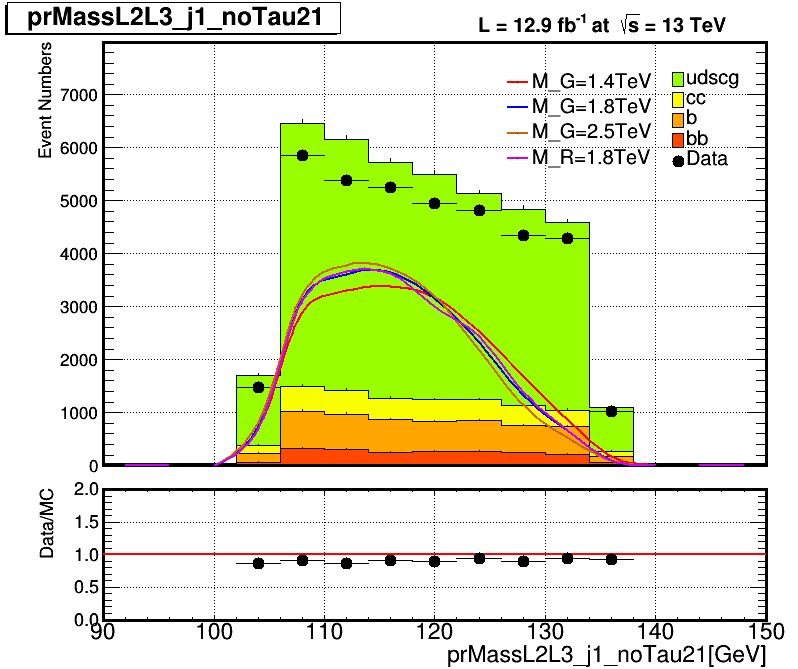 prMassL2L3_j1_noTau21
L = 12.9 fb-1 at √s = 13 TeV
Event Numbers
7000
6000
5000
4000
3000
2000
1000
0
M_G=1.4TeV
M_G=1.8TeV
M_G=2.5TeV
M_R=1.8TeV
udscg
cc
b
bb
Data
Data/MC
2.0
1.5
1.0
0.5
0.0
90 100 110 120 130 140 150
prMassL2L3_j1_noTau21[GeV]